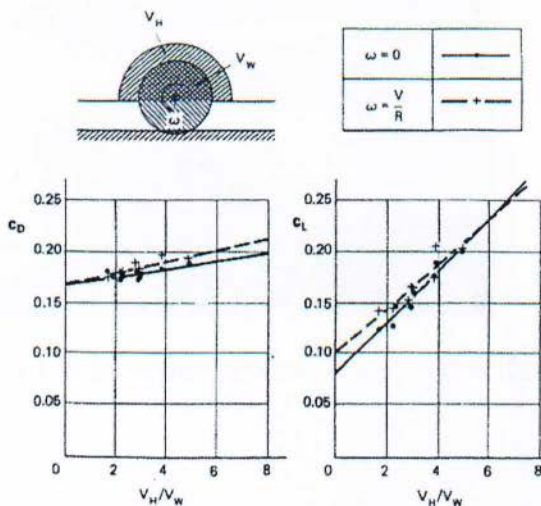 V_H
V_W
ω
ω = 0
ω = V/R
c_D
0.25
0.20
0.15
0.10
0.05
0 2 4 6 8
V_H/V_W
c_L
0.25
0.20
0.15
0.10
0.05
0 2 4 6 8
V_H/V_W